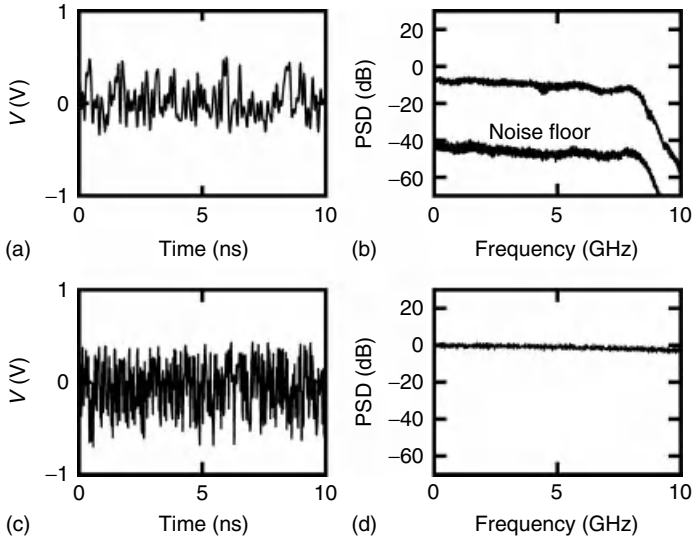 1
0
−1
V (V)
0
5
10
(a)
Time (ns)
20
0
−20
−40
−60
PSD (dB)
Noise floor
0
5
10
(b)
Frequency (GHz)
1
0
−1
V (V)
0
5
10
(c)
Time (ns)
20
0
−20
−40
−60
PSD (dB)
0
5
10
(d)
Frequency (GHz)